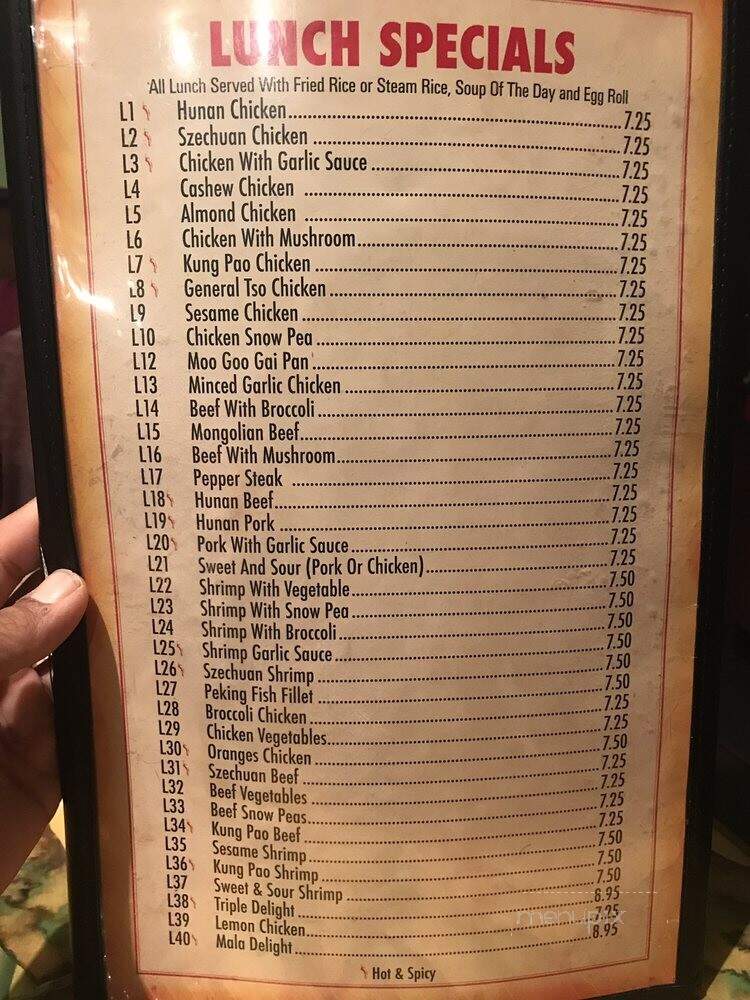 LUNCH SPECIALS
All Lunch Served With Fried Rice or Steam Rice, Soup Of The Day and Egg Roll
L1 Hunan Chicken 7.25
L2 Szechuan Chicken 7.25
L3 Chicken With Garlic Sauce 7.25
L4 Cashew Chicken 7.25
L5 Almond Chicken 7.25
L6 Chicken With Mushroom 7.25
L7 Kung Pao Chicken 7.25
L8 General Tso Chicken 7.25
L9 Sesame Chicken 7.25
L10 Chicken Snow Pea 7.25
L12 Moo Goo Gai Pan 7.25
L13 Minced Garlic Chicken 7.25
L14 Beef With Broccoli 7.25
L15 Mongolian Beef 7.25
L16 Beef With Mushroom 7.25
L17 Pepper Steak 7.25
L18 Hunan Beef 7.25
L19 Hunan Pork 7.25
L20 Pork With Garlic Sauce 7.25
L21 Sweet And Sour (Pork Or Chicken) 7.25
L22 Shrimp With Vegetable 7.50
L23 Shrimp With Snow Pea 7.50
L24 Shrimp With Broccoli 7.50
L25 Shrimp Garlic Sauce 7.50
L26 Szechuan Shrimp 7.50
L27 Peking Fish Fillet 7.50
L28 Broccoli Chicken 7.25
L29 Chicken Vegetables 7.25
L30 Oranges Chicken 7.50
L31 Szechuan Beef 7.25
L32 Beef Vegetables 7.25
L33 Beef Snow Peas 7.25
L34 Kung Pao Beef 7.25
L35 Sesame Shrimp 7.50
L36 Kung Pao Shrimp 7.50
L37 Sweet & Sour Shrimp 7.50
L38 Triple Delight 8.95
L39 Lemon Chicken 7.25
L40 Mala Delight 8.95
menupix
Hot & Spicy